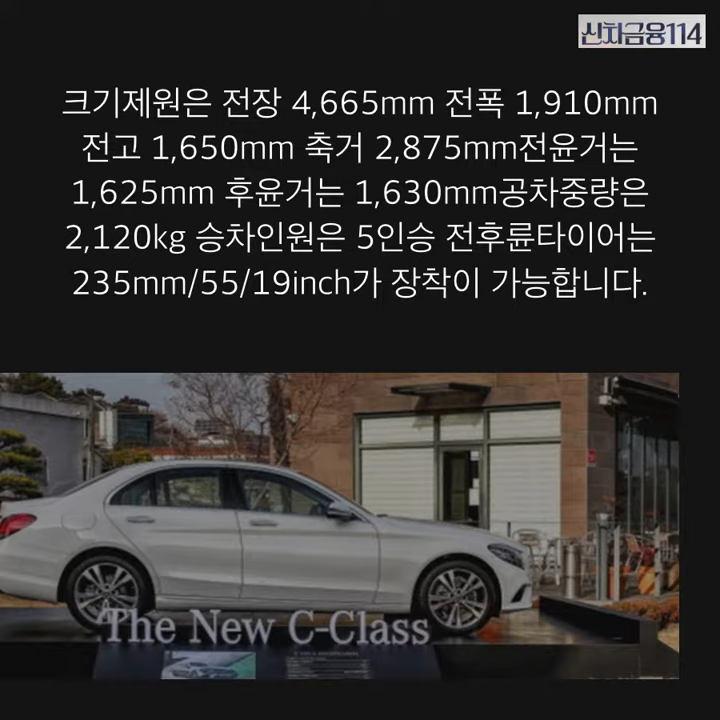 신차금융114
크기제원은 전장 4,665mm 전폭 1,910mm
전고 1,650mm 축거 2,875mm전윤거는
1,625mm 후윤거는 1,630mm공차중량은
2,120kg 승차인원은 5인승 전후륜타이어는
235mm/55/19inch가 장착이 가능합니다.
The New C-Class